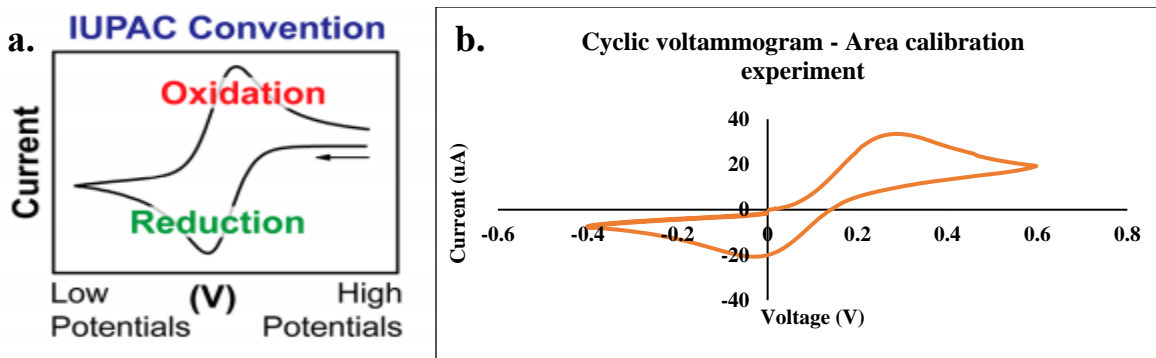 a.
IUPAC Convention
Oxidation
Reduction
Current
Low
Potentials
(V)
High
Potentials
b.
Cyclic voltammogram - Area calibration
experiment
40
20
0
-20
-40
-0.6
-0.4
-0.2
0
0.2
0.4
0.6
0.8
Current (uA)
Voltage (V)